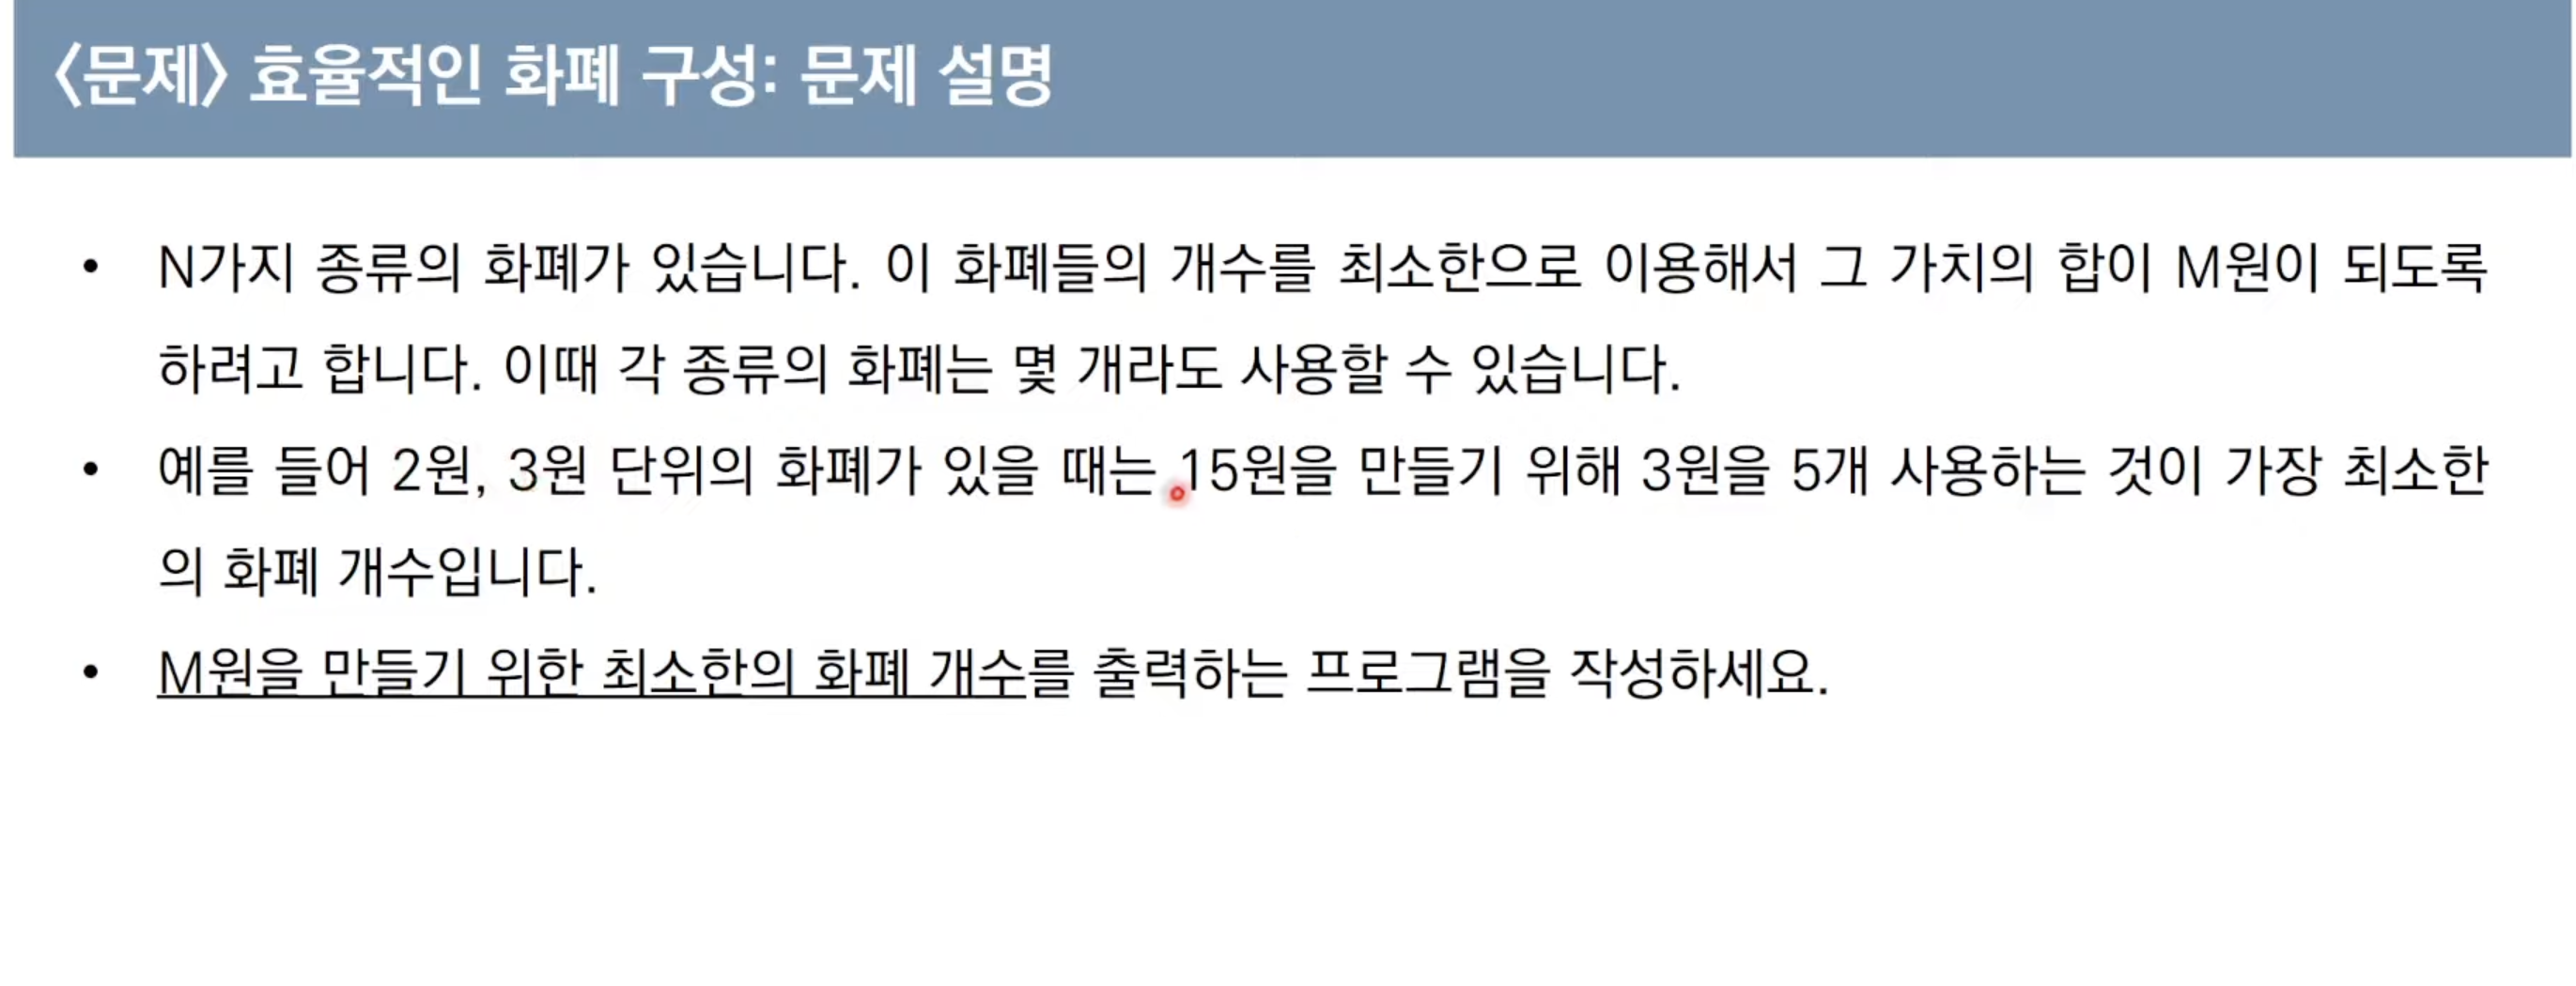 〈문제〉 효율적인 화폐 구성: 문제 설명
• N가지 종류의 화폐가 있습니다. 이 화폐들의 개수를 최소한으로 이용해서 그 가치의 합이 M원이 되도록
하려고 합니다. 이때 각 종류의 화폐는 몇 개라도 사용할 수 있습니다.
• 예를 들어 2원, 3원 단위의 화폐가 있을 때는 15원을 만들기 위해 3원을 5개 사용하는 것이 가장 최소한
의 화폐 개수입니다.
• M원을 만들기 위한 최소한의 화폐 개수를 출력하는 프로그램을 작성하세요.